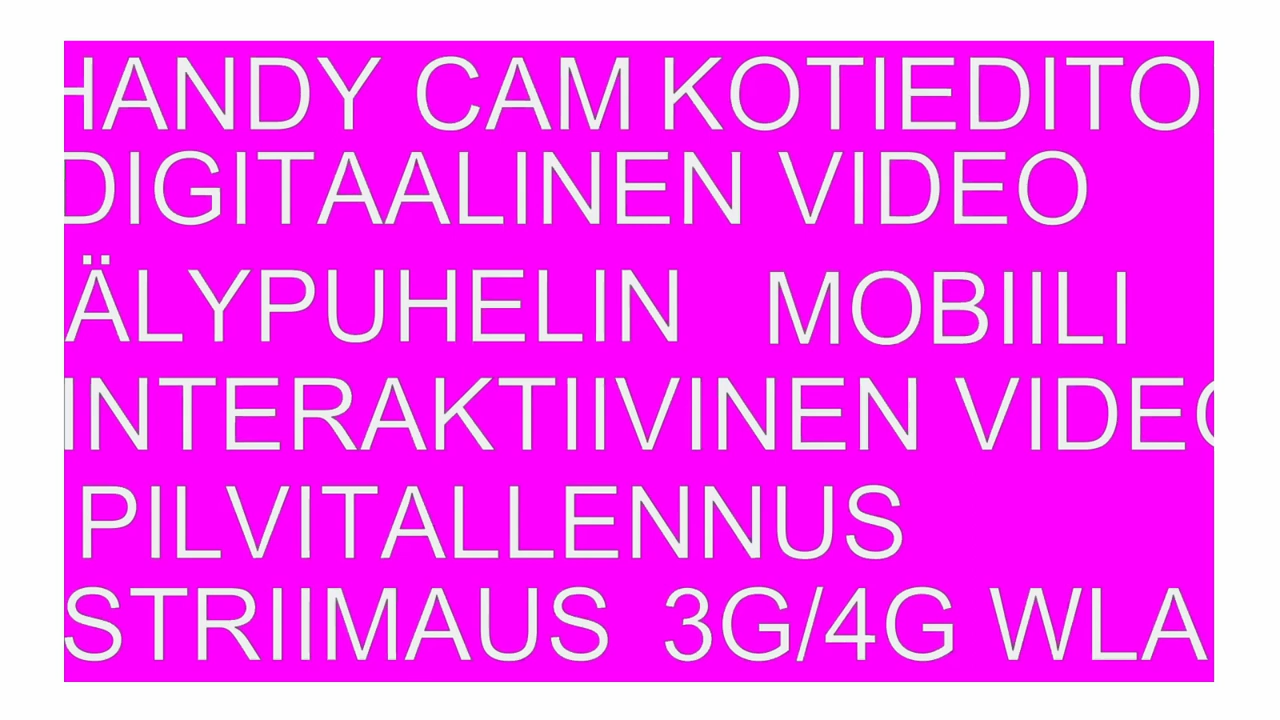 HANDY CAM KOTIEDITO
DIGITAALINEN VIDEO
ÄLYPUHELIN MOBIILI
INTERAKTIIVINEN VIDEO
PILVITALLENNUS
STRIIMAUS 3G/4G WLA